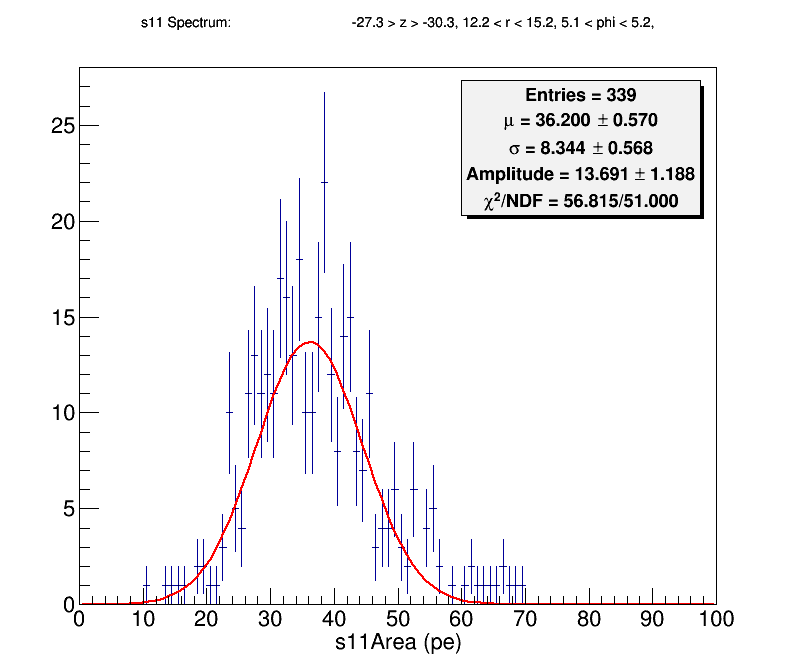 s11 Spectrum: -27.3 > z > -30.3, 12.2 < r < 15.2, 5.1 < phi < 5.2,
Entries = 339
μ = 36.200 ± 0.570
σ = 8.344 ± 0.568
Amplitude = 13.691 ± 1.188
χ²/NDF = 56.815/51.000
25
20
15
10
5
0
0 10 20 30 40 50 60 70 80 90 100
s11Area (pe)